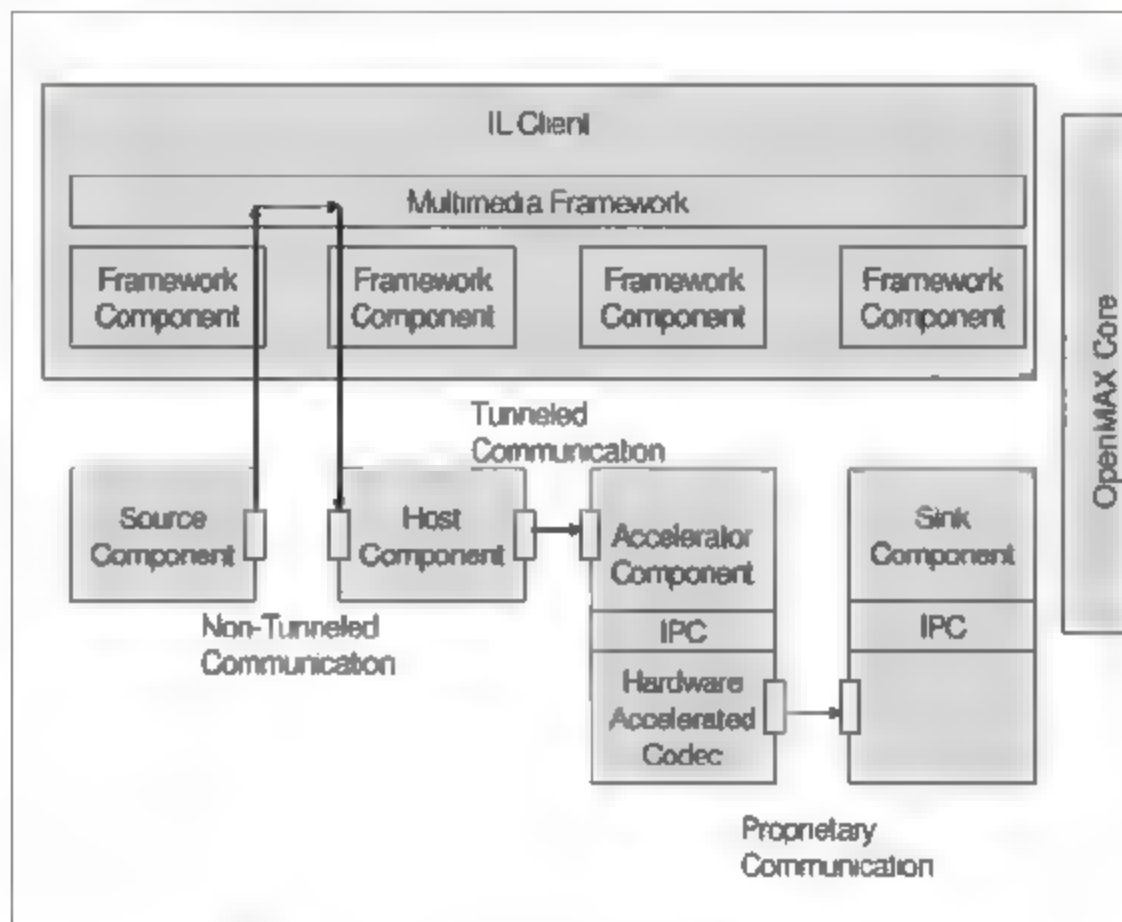 IL Client
Multimedia Framework
Framework
Component
Framework
Component
Framework
Component
Framework
Component
OpenMAX Core
Tunneled
Communication
Source
Component
Host
Component
Accelerator
Component
Sink
Component
Non-Tunneled
Communication
IPC
IPC
Hardware
Accelerated
Codec
Proprietary
Communication